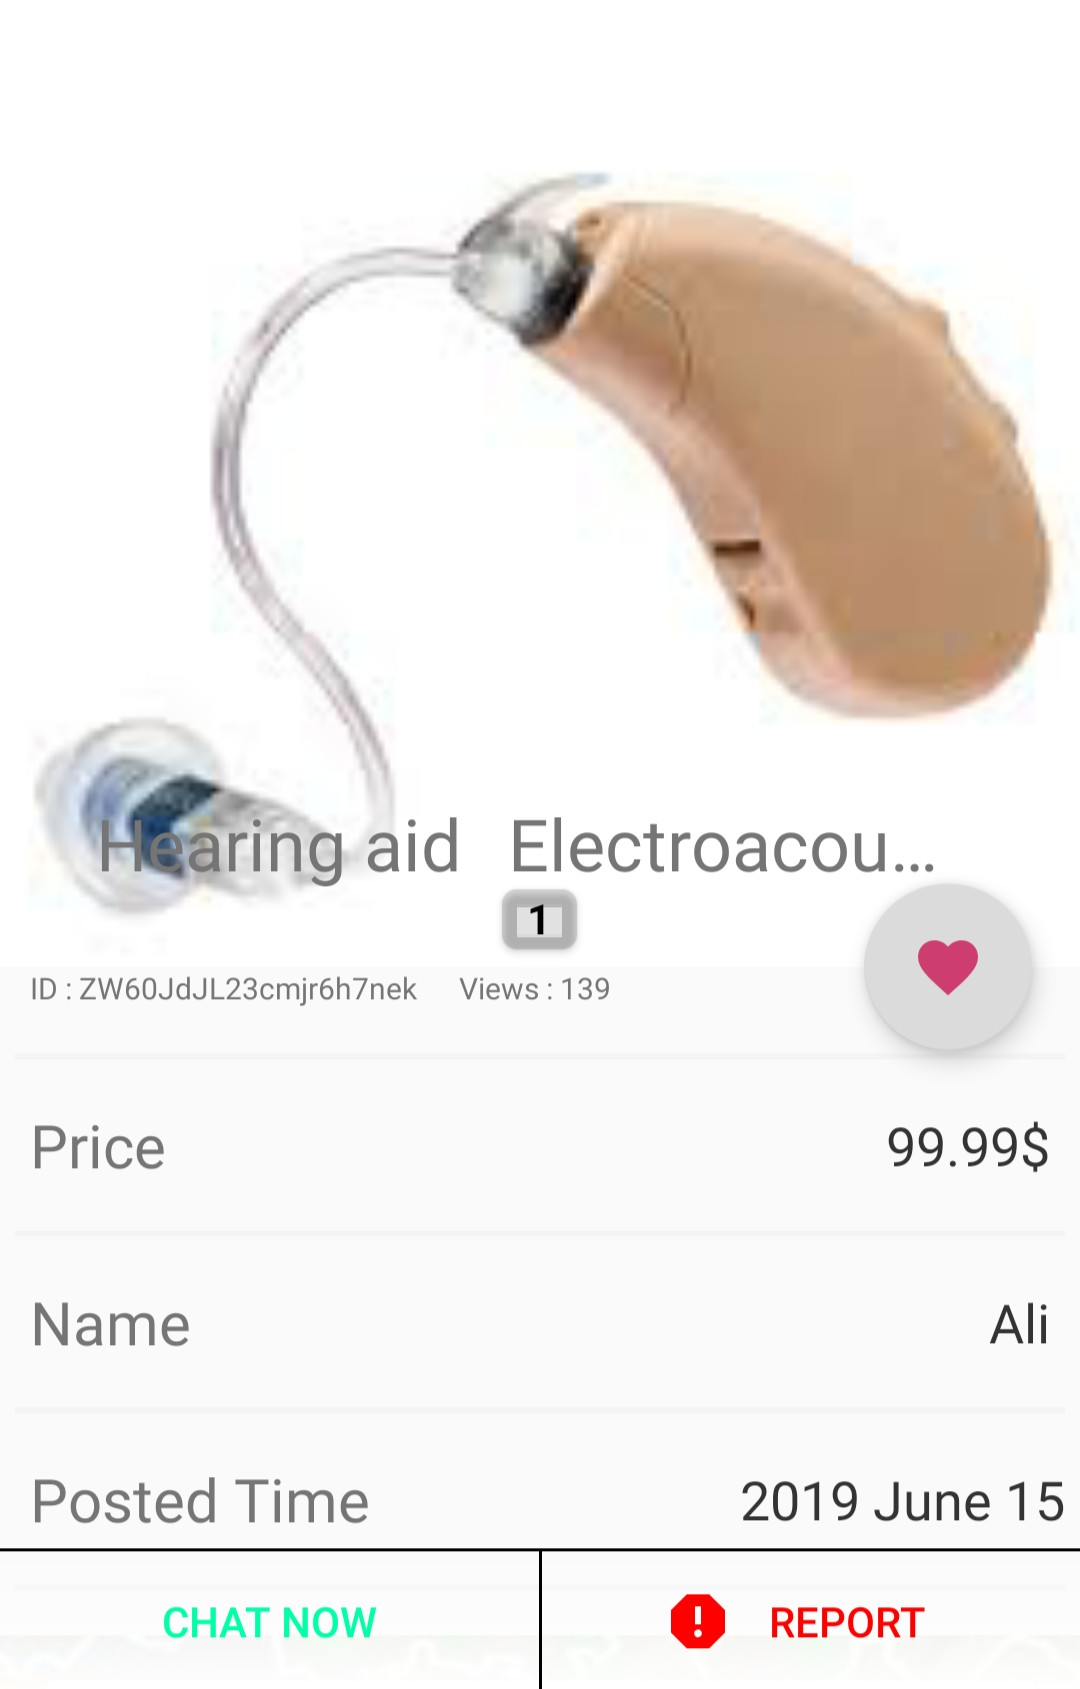 Hearing aid Electroacou...
1
ID : ZW60JdJL23cmjr6h7nek Views : 139
Price 99.99$
Name Ali
Posted Time 2019 June 15
CHAT NOW REPORT